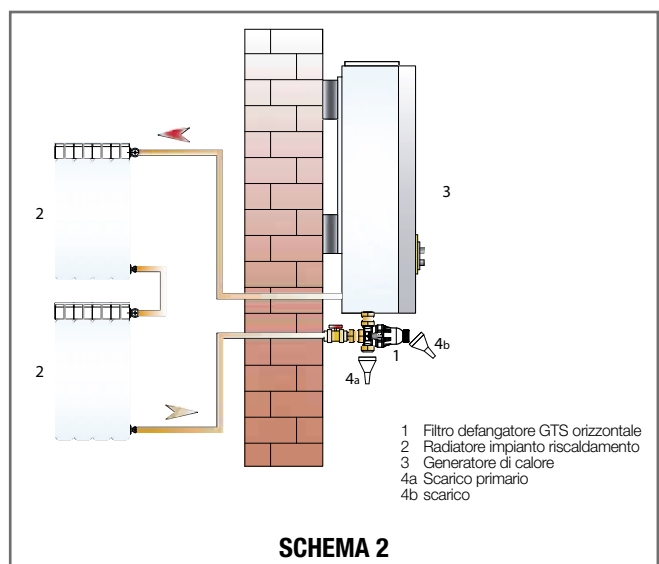 2
3
4b
1
2
4a
1 Filtro defangatore GTS orizzontale
2 Radiatore impianto riscaldamento
3 Generatore di calore
4a Scarico primario
4b scarico
SCHEMA 2